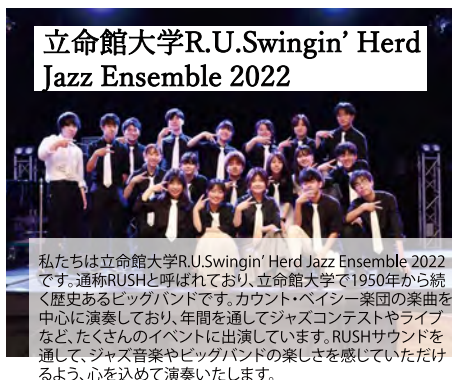 立命館大学R.U.Swingin’ Herd
Jazz Ensemble 2022
私たちは立命館大学R.U.Swingin’ Herd Jazz Ensemble 2022
です。通称RUSHと呼ばれており、立命館大学で1950年から続
く歴史あるビッグバンドです。カウント・ベイシー楽団の楽曲を
中心に演奏しており、年間を通してジャズコンテストやライブ
など、たくさんのイベントに出演しています。RUSHサウンドを
通して、ジャズ音楽やビッグバンドの楽しさを感じていただけ
るよう、心を込めて演奏いたします。